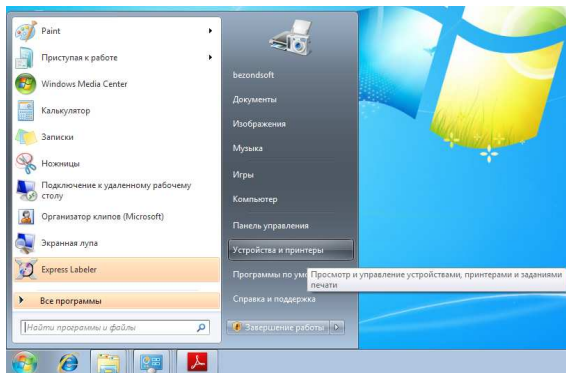 Paint
Приступая к работе
Windows Media Center
Калькулятор
Записки
Ножницы
Подключение к удаленному рабочему
столу
Организатор клипов (Microsoft)
Экранная лупа
Express Labeler
Все программы
Найти программы и файлы
bezondsoft
Документы
Изображения
Музыка
Игры
Компьютер
Панель управления
Устройства и принтеры
Программы по ум
Просмотр и управление устройствами, принтерами и заданиями
печати
Справка и поддержка
Завершение работы